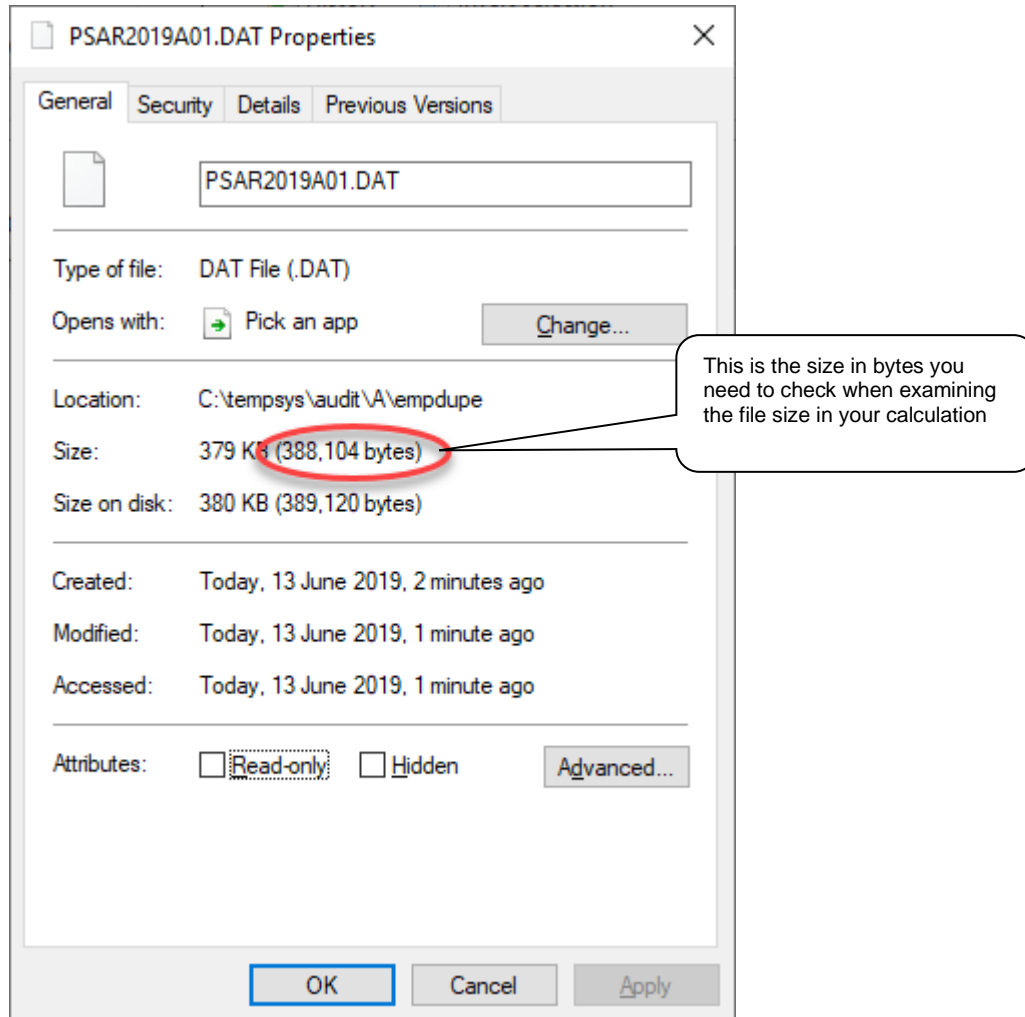 PSAR2019A01.DAT Properties
General Security Details Previous Versions
PSAR2019A01.DAT
Type of file: DAT File (.DAT)
Opens with: Pick an app Change...
This is the size in bytes you
need to check when examining
the file size in your calculation
Location: C:\tempsys\audit\A\empdupe
Size: 379 KB (388,104 bytes)
Size on disk: 380 KB (389,120 bytes)
Created: Today, 13 June 2019, 2 minutes ago
Modified: Today, 13 June 2019, 1 minute ago
Accessed: Today, 13 June 2019, 1 minute ago
Attributes: Read-only Hidden Advanced...
OK Cancel Apply